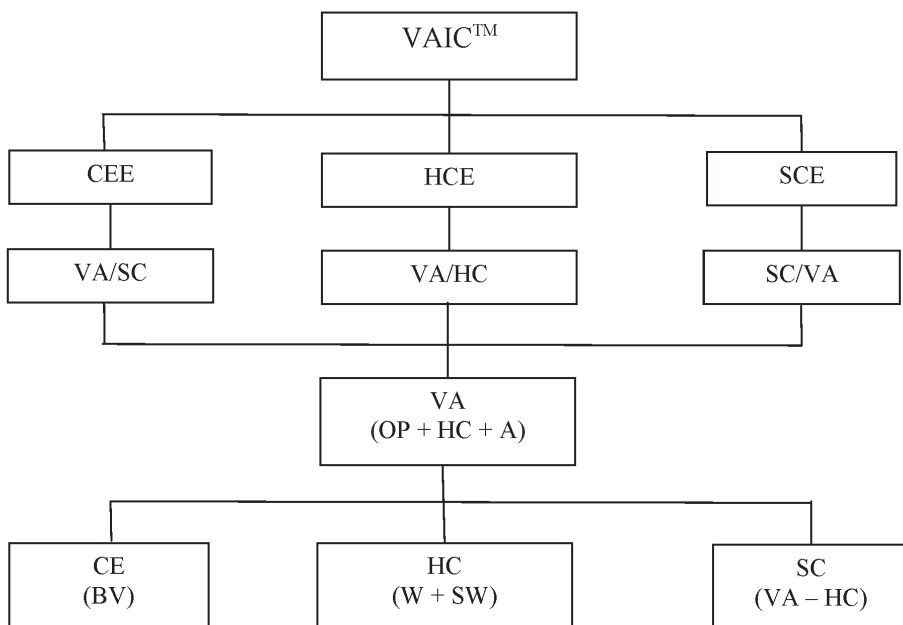 VAIC™
CEE
HCE
SCE
VA/SC
VA/HC
SC/VA
VA
(OP + HC + A)
CE
(BV)
HC
(W + SW)
SC
(VA – HC)